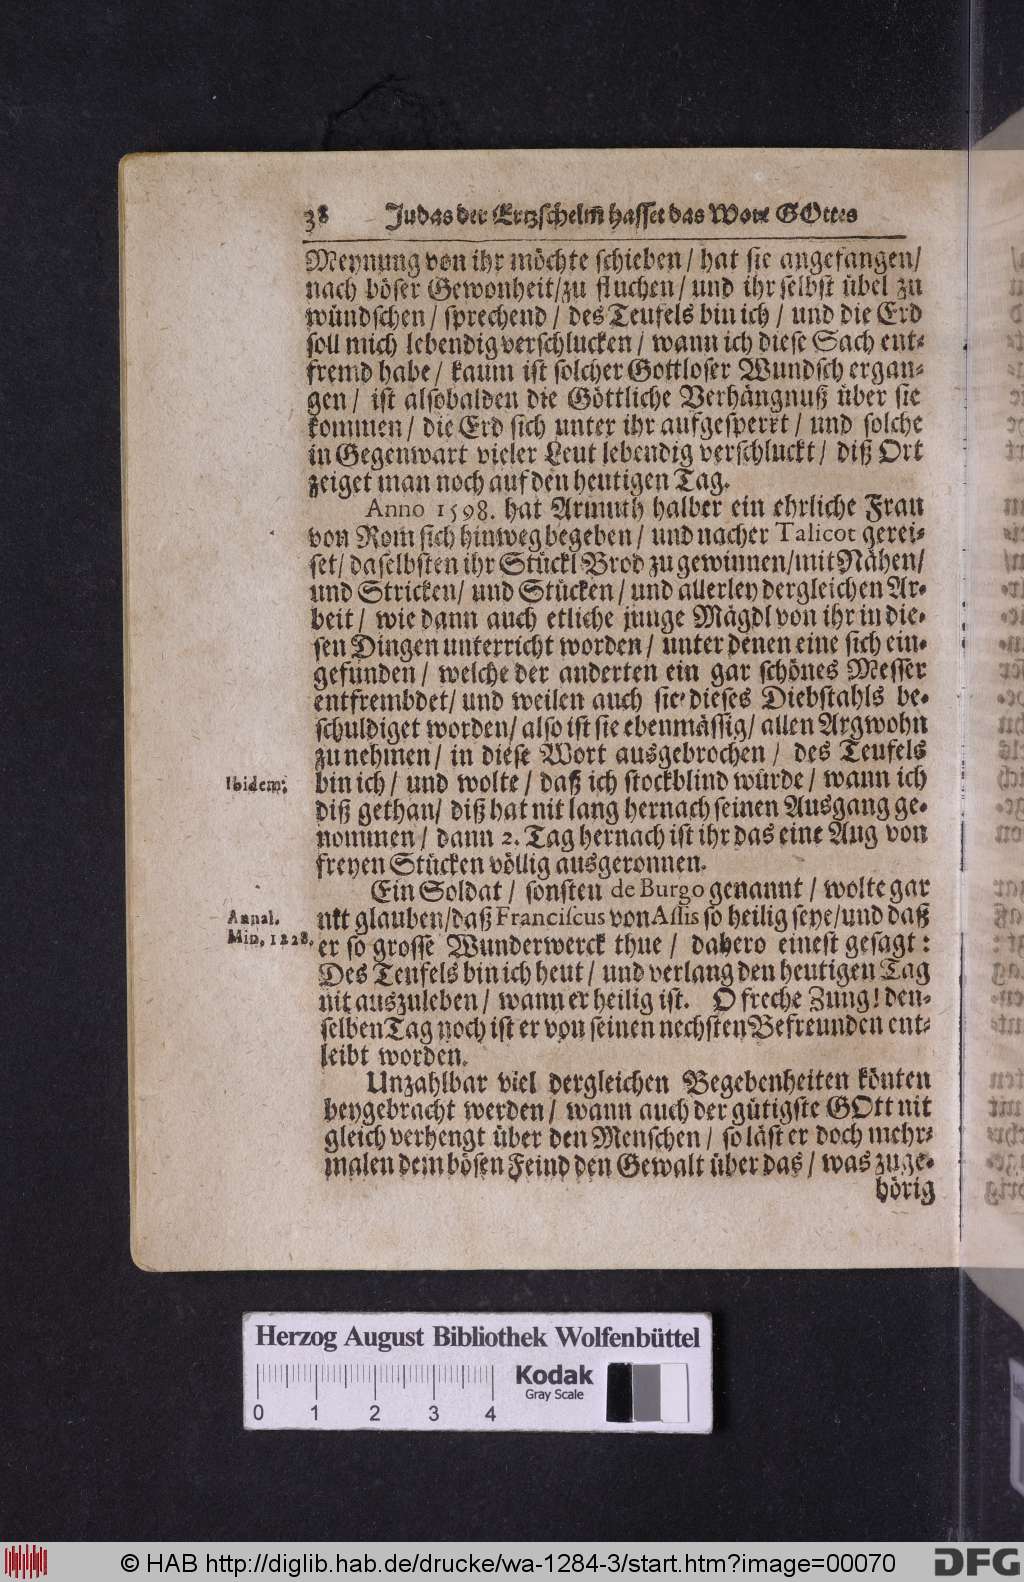 38 Judas der Ertzschelm hasset das Wort GOttes
Meynung von ihr möchte schieben / hat sie angefangen /
nach böser Gewonheit / zu fluchen / und ihr selbst übel zu
wündschen / sprechend / des Teufels bin ich / und die Erd
soll mich lebendig verschlucken / wann ich diese Sach ent-
fremd habe / kaum ist solcher Gottloser Wundsch ergan-
gen / ist alsobalden die Göttliche Verhängnuß über sie
kommen / die Erd sich unter ihr aufgesperrt / und solche
in Gegenwart vieler Leut lebendig verschluckt / diß Ort
zeiget man noch auf den heutigen Tag.
Anno 1598. hat Armuth halber ein ehrliche Frau
von Rom sich hinweg begeben / und nacher Talicot gerei-
set / daselbsten ihr Stückl Brod zu gewinnen / mit Nähen /
und Stricken / und Stücken / und allerley dergleichen Ar-
beit / wie dann auch etliche junge Mägdl von ihr in die-
sen Dingen unterricht worden / unter denen eine sich ein-
gefunden / welche der anderten ein gar schönes Messer
entfrembdet / und weilen auch sie dieses Diebstahls be-
schuldiget worden / also ist sie ebenmässig / allen Argwohn
zu nehmen / in diese Wort ausgebrochen / des Teufels
Ibidem; bin ich / und wolte / daß ich stockblind würde / wann ich
diß gethan / diß hat nit lang hernach seinen Ausgang ge-
nommen / dann 2. Tag hernach ist ihr das eine Aug von
freyen Stücken völlig ausgeronnen.
Ein Soldat / sonsten de Burgo genannt / wolte gar
Annal. nit glauben / daß Franciscus von Assis so heilig seye / und daß
Min, 1228, er so grosse Wunderwerck thue / dahero einest gesagt :
Des Teufels bin ich heut / und verlang den heutigen Tag
nit auszuleben / wann er heilig ist. O freche Zung! den-
selben Tag noch ist er von seinen nechsten Befreunden ent-
leibt worden.
Unzahlbar viel dergleichen Begebenheiten könten
beygebracht werden / wann auch der gütigste GOtt nit
gleich verhengt über den Menschen / so läst er doch mehr-
malen dem bösen Feind den Gewalt über das / was zuge-
hörig
Herzog August Bibliothek Wolfenbüttel
0 1 2 3 4
Kodak
Gray Scale
© HAB http://diglib.hab.de/drucke/wa-1284-3/start.htm?image=00070
DFG